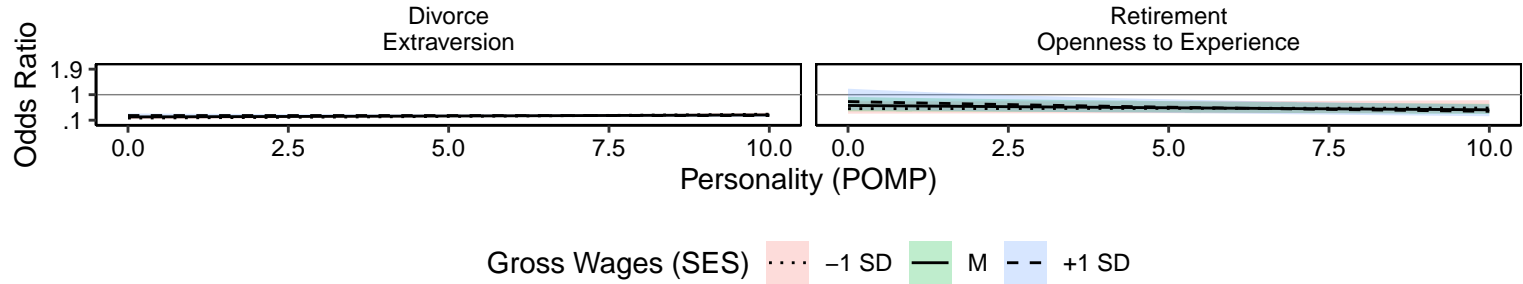 Divorce
Extraversion
Retirement
Openness to Experience
Odds Ratio
1.9
1
.1
0.0 2.5 5.0 7.5 10.0
0.0 2.5 5.0 7.5 10.0
Personality (POMP)
Gross Wages (SES) −1 SD M +1 SD